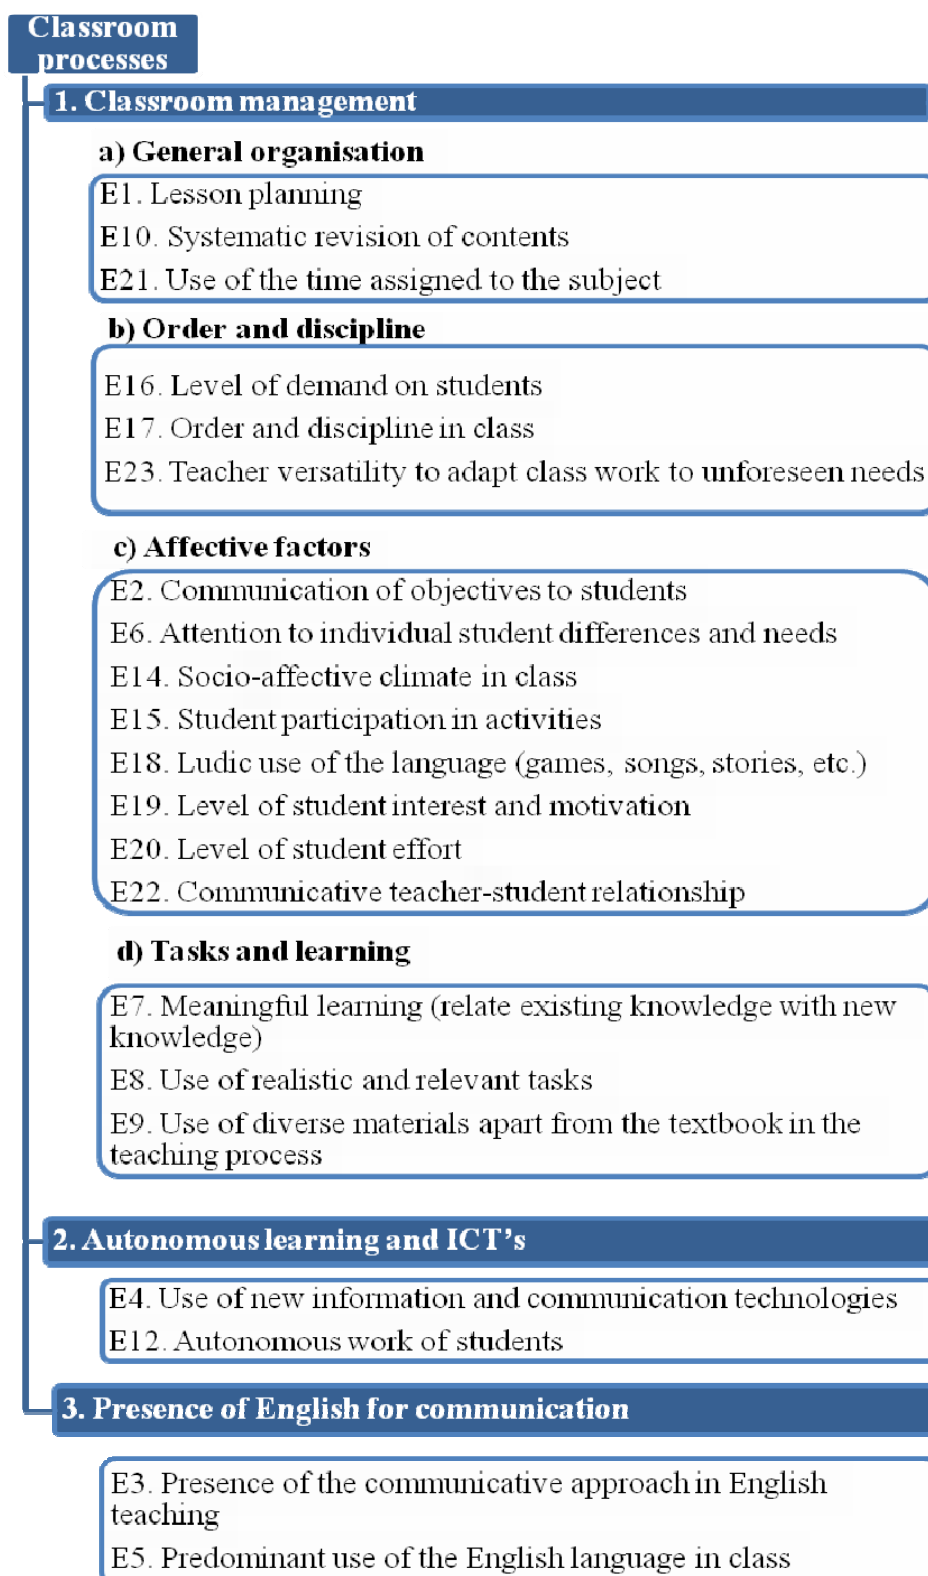 Classroom
processes
1. Classroom management
a) General organisation
E1. Lesson planning
E10. Systematic revision of contents
E21. Use of the time assigned to the subject
b) Order and discipline
E16. Level of demand on students
E17. Order and discipline in class
E23. Teacher versatility to adapt class work to unforeseen needs
c) Affective factors
E2. Communication of objectives to students
E6. Attention to individual student differences and needs
E14. Socio-affective climate in class
E15. Student participation in activities
E18. Ludic use of the language (games, songs, stories, etc.)
E19. Level of student interest and motivation
E20. Level of student effort
E22. Communicative teacher-student relationship
d) Tasks and learning
E7. Meaningful learning (relate existing knowledge with new
knowledge)
E8. Use of realistic and relevant tasks
E9. Use of diverse materials apart from the textbook in the
teaching process
2. Autonomous learning and ICT’s
E4. Use of new information and communication technologies
E12. Autonomous work of students
3. Presence of English for communication
E3. Presence of the communicative approach in English
teaching
E5. Predominant use of the English language in class